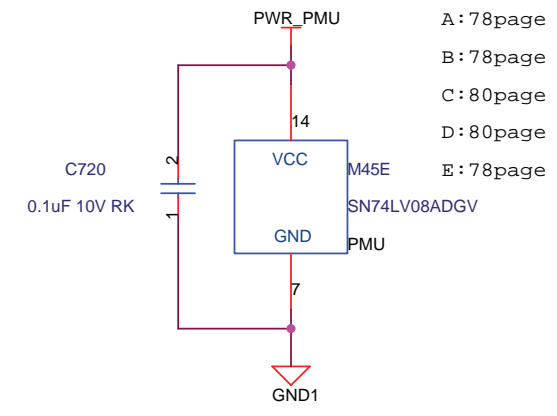 PWR_PMU
A:78page
B:78page
C:80page
D:80page
E:78page
14
VCC
C720
2
0.1uF 10V RK
1
M45E
SN74LV08ADGV
GND
PMU
7
GND1